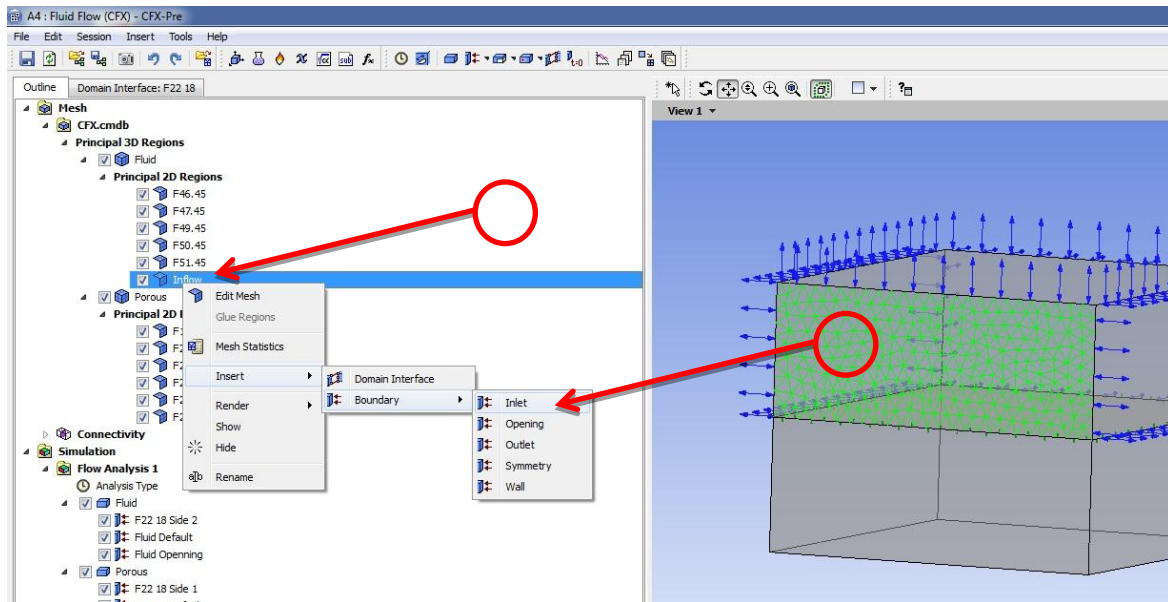 A4 : Fluid Flow (CFX) - CFX-Pre
File Edit Session Insert Tools Help
Outline
Domain Interface: F22 18
View 1
Mesh
CFX.cmdb
Principal 3D Regions
Fluid
Principal 2D Regions
F46.45
F47.45
F49.45
F50.45
F51.45
Inflow
Porous
Principal 2D
Edit Mesh
Glue Regions
Mesh Statistics
Insert
Render
Show
Hide
Rename
Domain Interface
Boundary
Inlet
Opening
Outlet
Symmetry
Wall
Connectivity
Simulation
Flow Analysis 1
Analysis Type
Fluid
F22 18 Side 2
Fluid Default
Fluid Openning
Porous
F22 18 Side 1